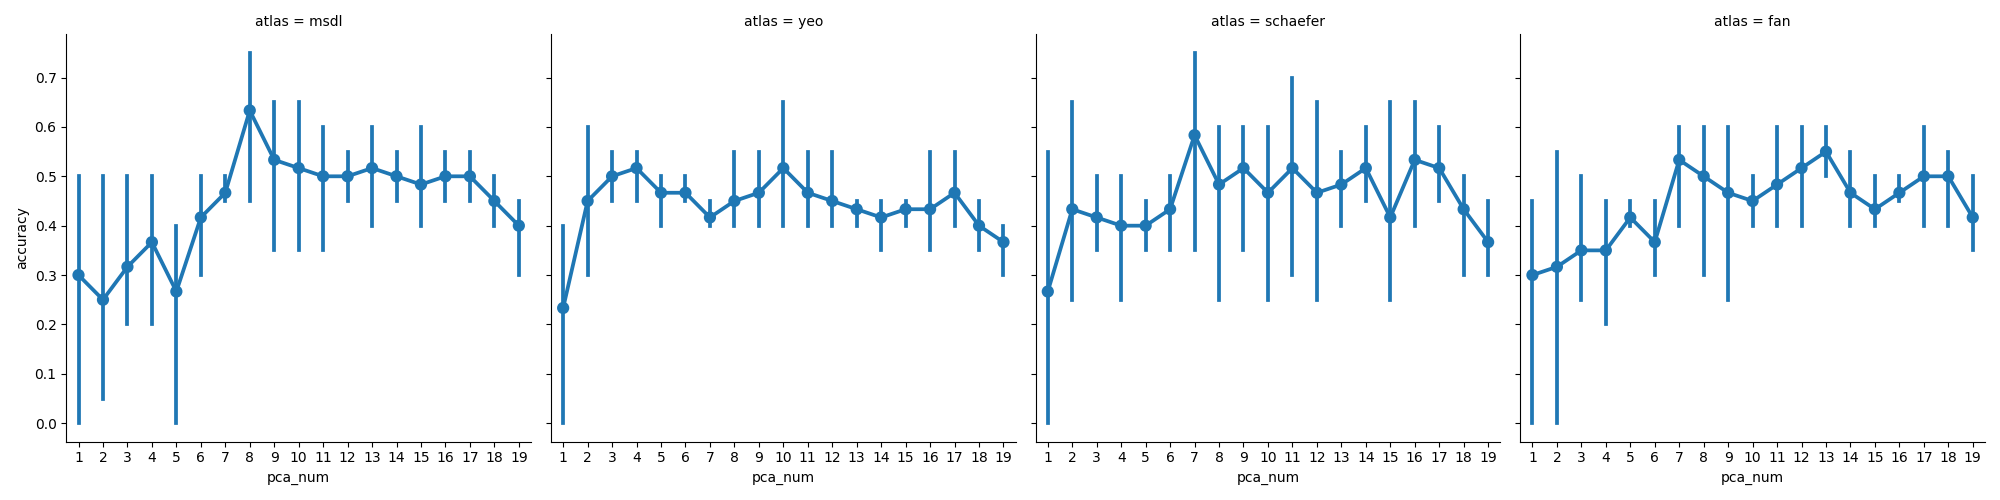 atlas = msdl
atlas = yeo
atlas = schaefer
atlas = fan
accuracy
0.7
0.6
0.5
0.4
0.3
0.2
0.1
0.0
1 2 3 4 5 6 7 8 9 10 11 12 13 14 15 16 17 18 19
1 2 3 4 5 6 7 8 9 10 11 12 13 14 15 16 17 18 19
1 2 3 4 5 6 7 8 9 10 11 12 13 14 15 16 17 18 19
1 2 3 4 5 6 7 8 9 10 11 12 13 14 15 16 17 18 19
pca_num
pca_num
pca_num
pca_num